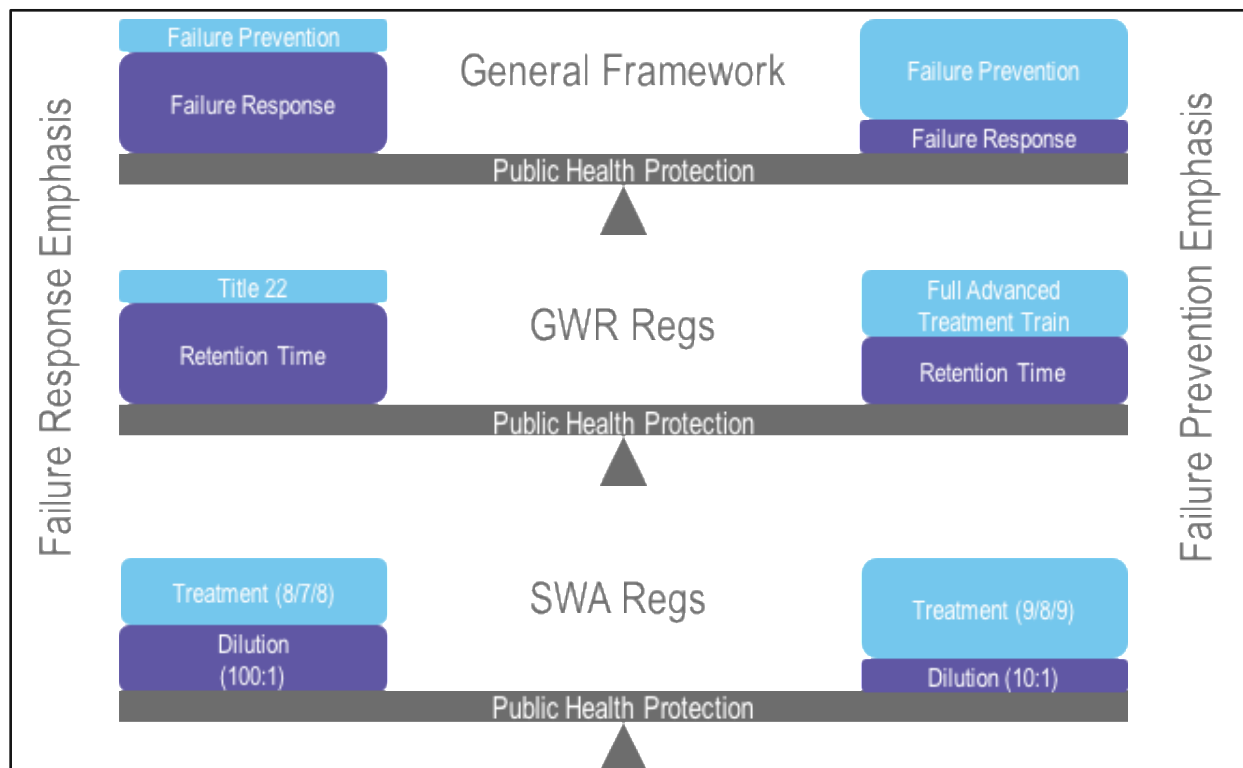 Failure Response Emphasis
Failure Prevention Emphasis
General Framework
Failure Prevention
Failure Response
Failure Prevention
Failure Response
Public Health Protection
GWR Regs
Title 22
Retention Time
Full Advanced
Treatment Train
Retention Time
Public Health Protection
SWA Regs
Treatment (8/7/8)
Dilution
(100:1)
Treatment (9/8/9)
Dilution (10:1)
Public Health Protection